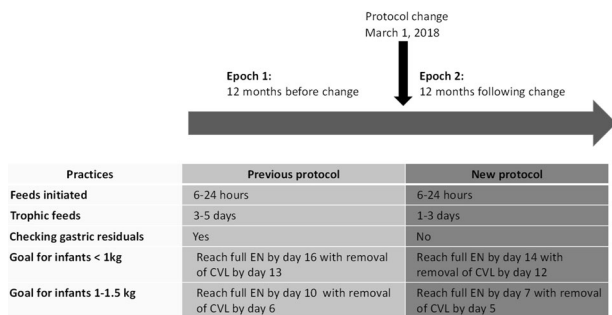 Protocol change
March 1, 2018
Epoch 1:
12 months before change
Epoch 2:
12 months following change
Practices Previous protocol New protocol
Feeds initiated 6-24 hours 6-24 hours
Trophic feeds 3-5 days 1-3 days
Checking gastric residuals Yes No
Goal for infants < 1kg Reach full EN by day 16 with removal Reach full EN by day 14 with
of CVL by day 13 removal of CVL by day 12
Goal for infants 1-1.5 kg Reach full EN by day 10 with removal Reach full EN by day 7 with removal
of CVL by day 6 of CVL by day 5